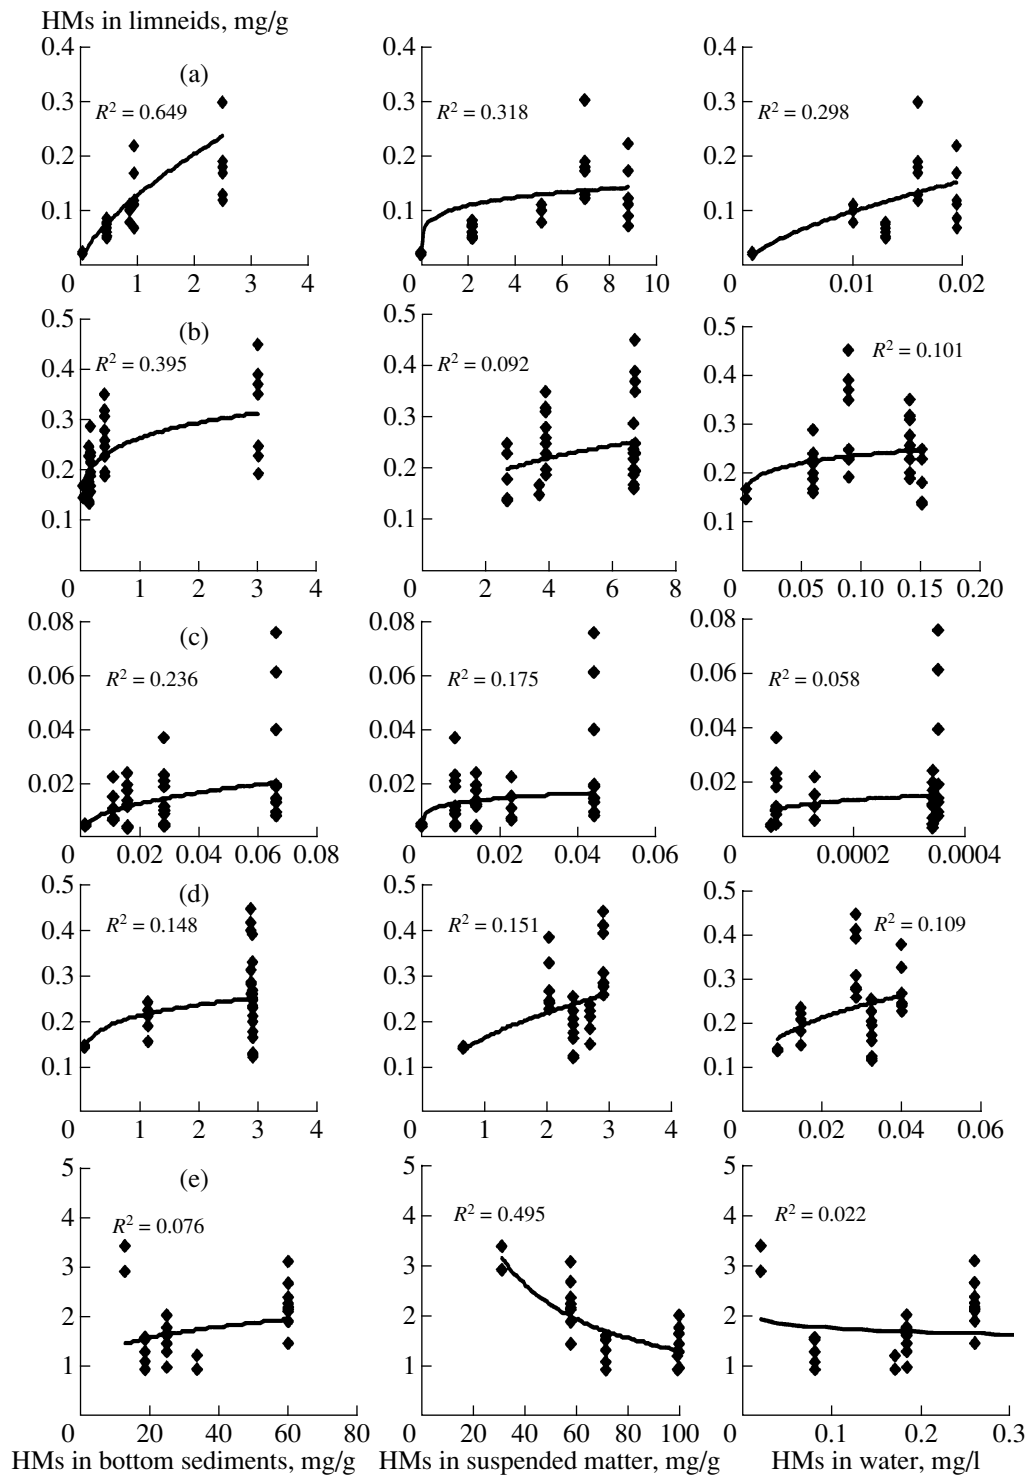 HMs in limneids, mg/g
0.4 0.4 0.4
(a)
0.3 0.3 0.3
R² = 0.649 R² = 0.318 R² = 0.298
0.2 0.2 0.2
0.1 0.1 0.1
0 1 2 3 4 0 2 4 6 8 10 0 0.01 0.02
0.5 0.5 0.5
(b)
R² = 0.395 R² = 0.092 R² = 0.101
0.4 0.4 0.4
0.3 0.3 0.3
0.2 0.2 0.2
0.1 0.1 0.1
0 1 2 3 4 0 2 4 6 8 0 0.05 0.10 0.15 0.20
0.08 0.08 0.08
(c)
0.06 0.06 0.06
R² = 0.236 R² = 0.175 R² = 0.058
0.04 0.04 0.04
0.02 0.02 0.02
0 0.02 0.04 0.06 0.08 0 0.02 0.04 0.06 0 0.0002 0.0004
0.5 0.5 0.5
(d)
R² = 0.148 R² = 0.151 R² = 0.109
0.4 0.4 0.4
0.3 0.3 0.3
0.2 0.2 0.2
0.1 0.1 0.1
0 1 2 3 4 0 1 2 3 4 0 0.02 0.04 0.06
5 5 5
(e)
R² = 0.076 R² = 0.495 R² = 0.022
4 4 4
3 3 3
2 2 2
1 1 1
0 20 40 60 80 0 20 40 60 80 100 0 0.1 0.2 0.3
HMs in bottom sediments, mg/g HMs in suspended matter, mg/g HMs in water, mg/l